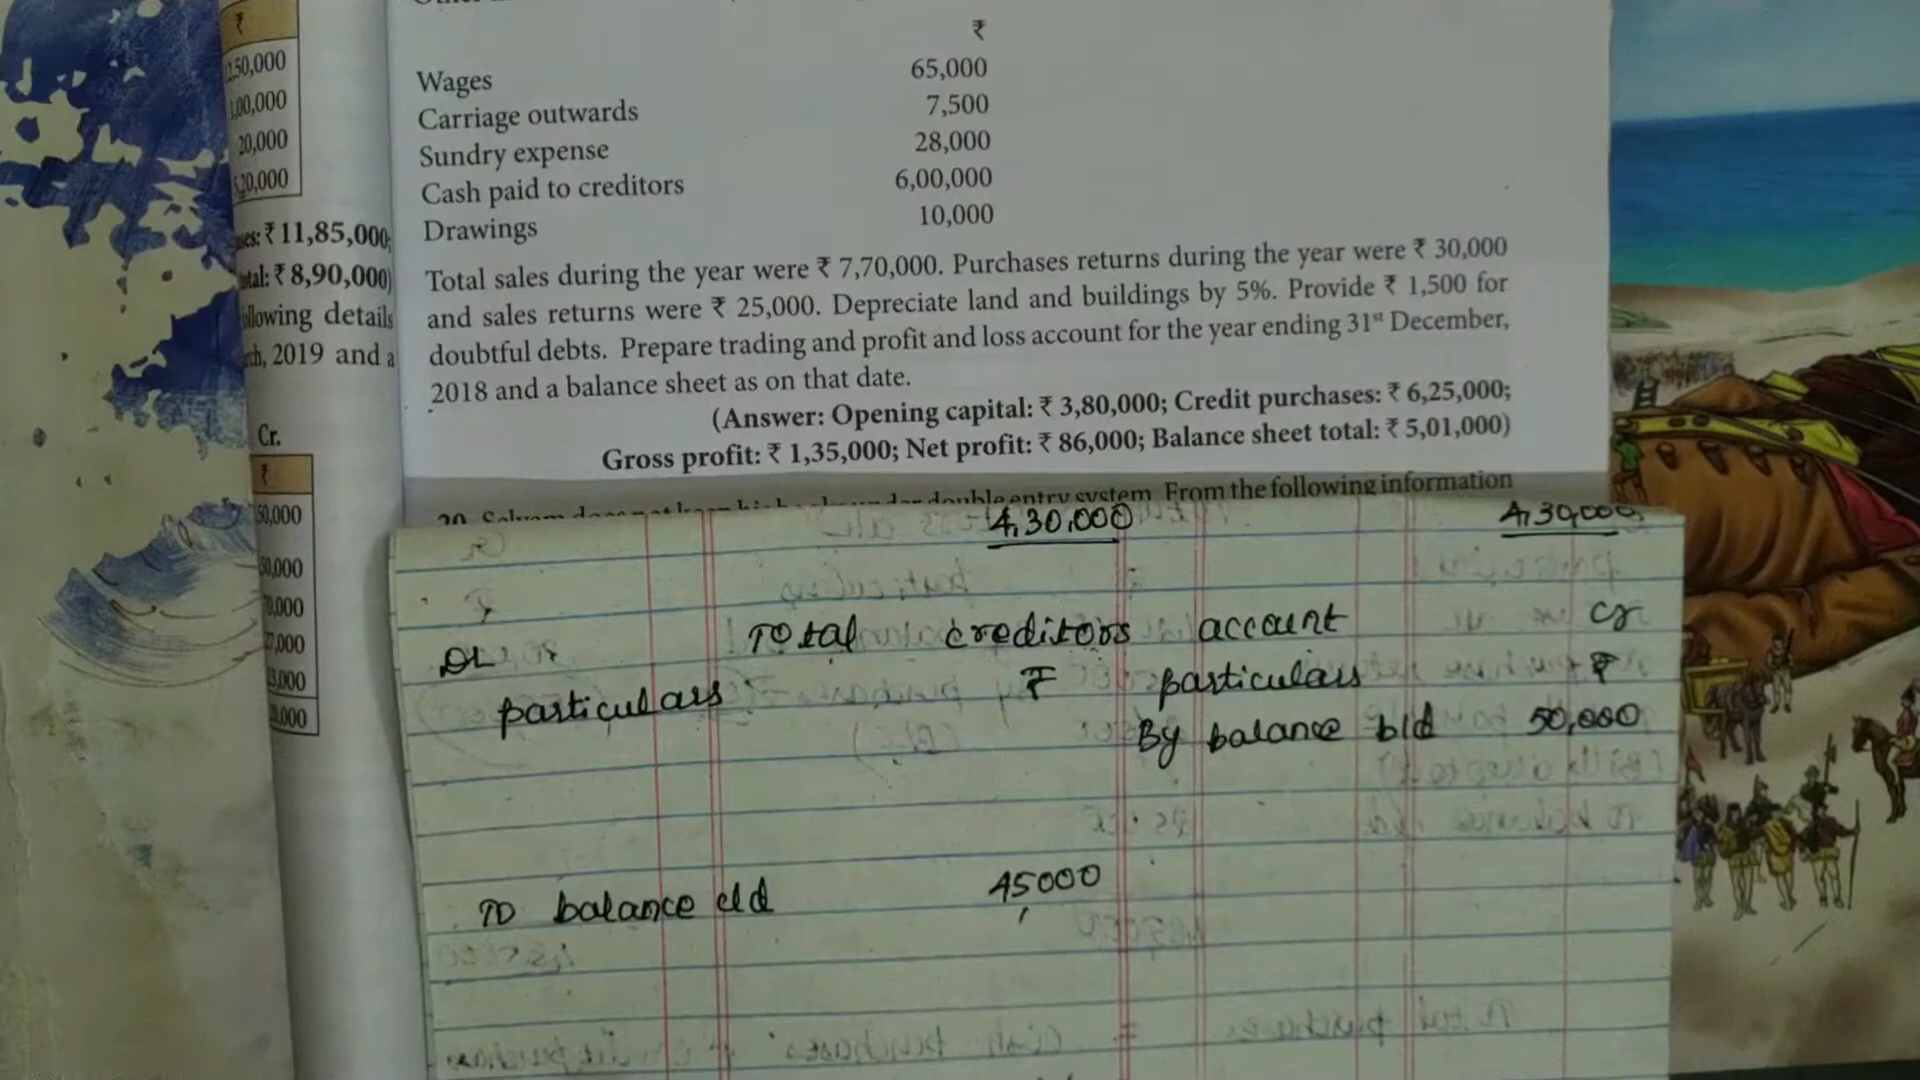 ₹
Wages 65,000
Carriage outwards 7,500
Sundry expense 28,000
Cash paid to creditors 6,00,000
Drawings 10,000
Total sales during the year were ₹ 7,70,000. Purchases returns during the year were ₹ 30,000
and sales returns were ₹ 25,000. Depreciate land and buildings by 5%. Provide ₹ 1,500 for
doubtful debts. Prepare trading and profit and loss account for the year ending 31st December,
2018 and a balance sheet as on that date.
(Answer: Opening capital: ₹ 3,80,000; Credit purchases: ₹ 6,25,000;
Gross profit: ₹ 1,35,000; Net profit: ₹ 86,000; Balance sheet total: ₹ 5,01,000)
double entry system. From the following information
₹
1,00,000
20,000
₹ 11,85,000
₹ 8,90,000)
details
2019 and a
Cr.
₹
4,30,000 4,30,000
Total creditors account
Dr Cr
particulars ₹ particulars ₹
By balance b/d 50,000
To balance c/d 45000